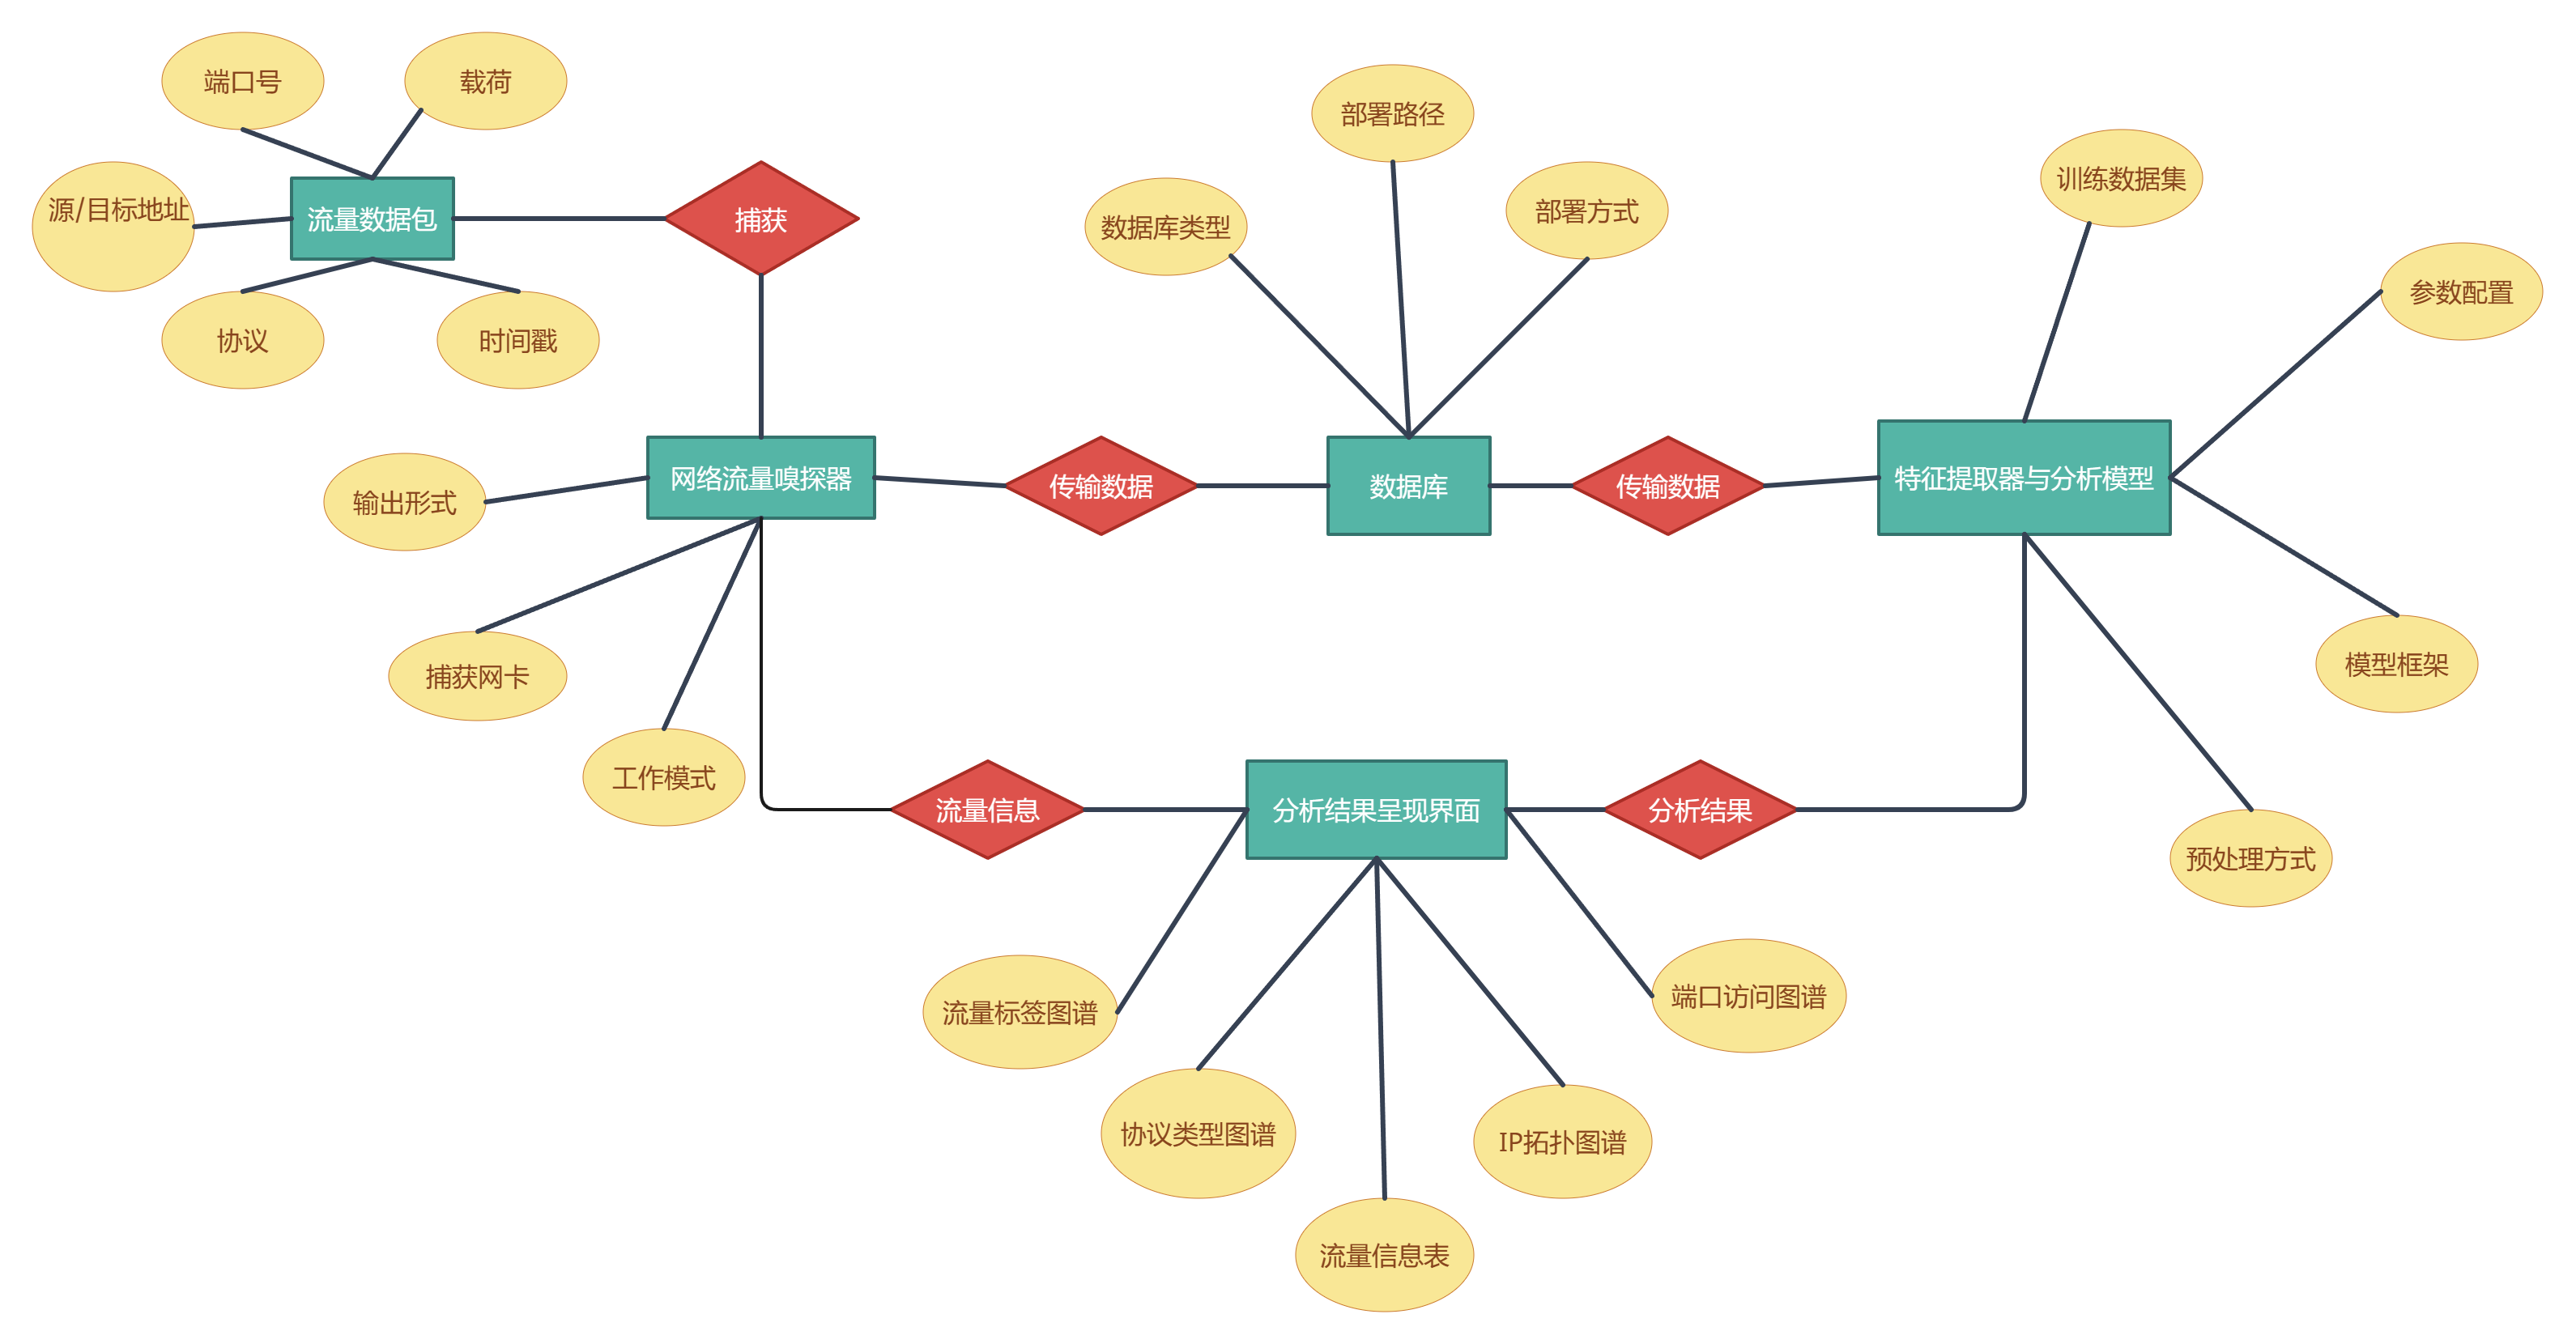 端口号
载荷
部署路径
训练数据集
源/目标地址
流量数据包
捕获
数据库类型
部署方式
参数配置
协议
时间戳
网络流量嗅探器
传输数据
数据库
传输数据
特征提取器与分析模型
输出形式
捕获网卡
模型框架
工作模式
流量信息
分析结果呈现界面
分析结果
预处理方式
流量标签图谱
端口访问图谱
协议类型图谱
IP拓扑图谱
流量信息表